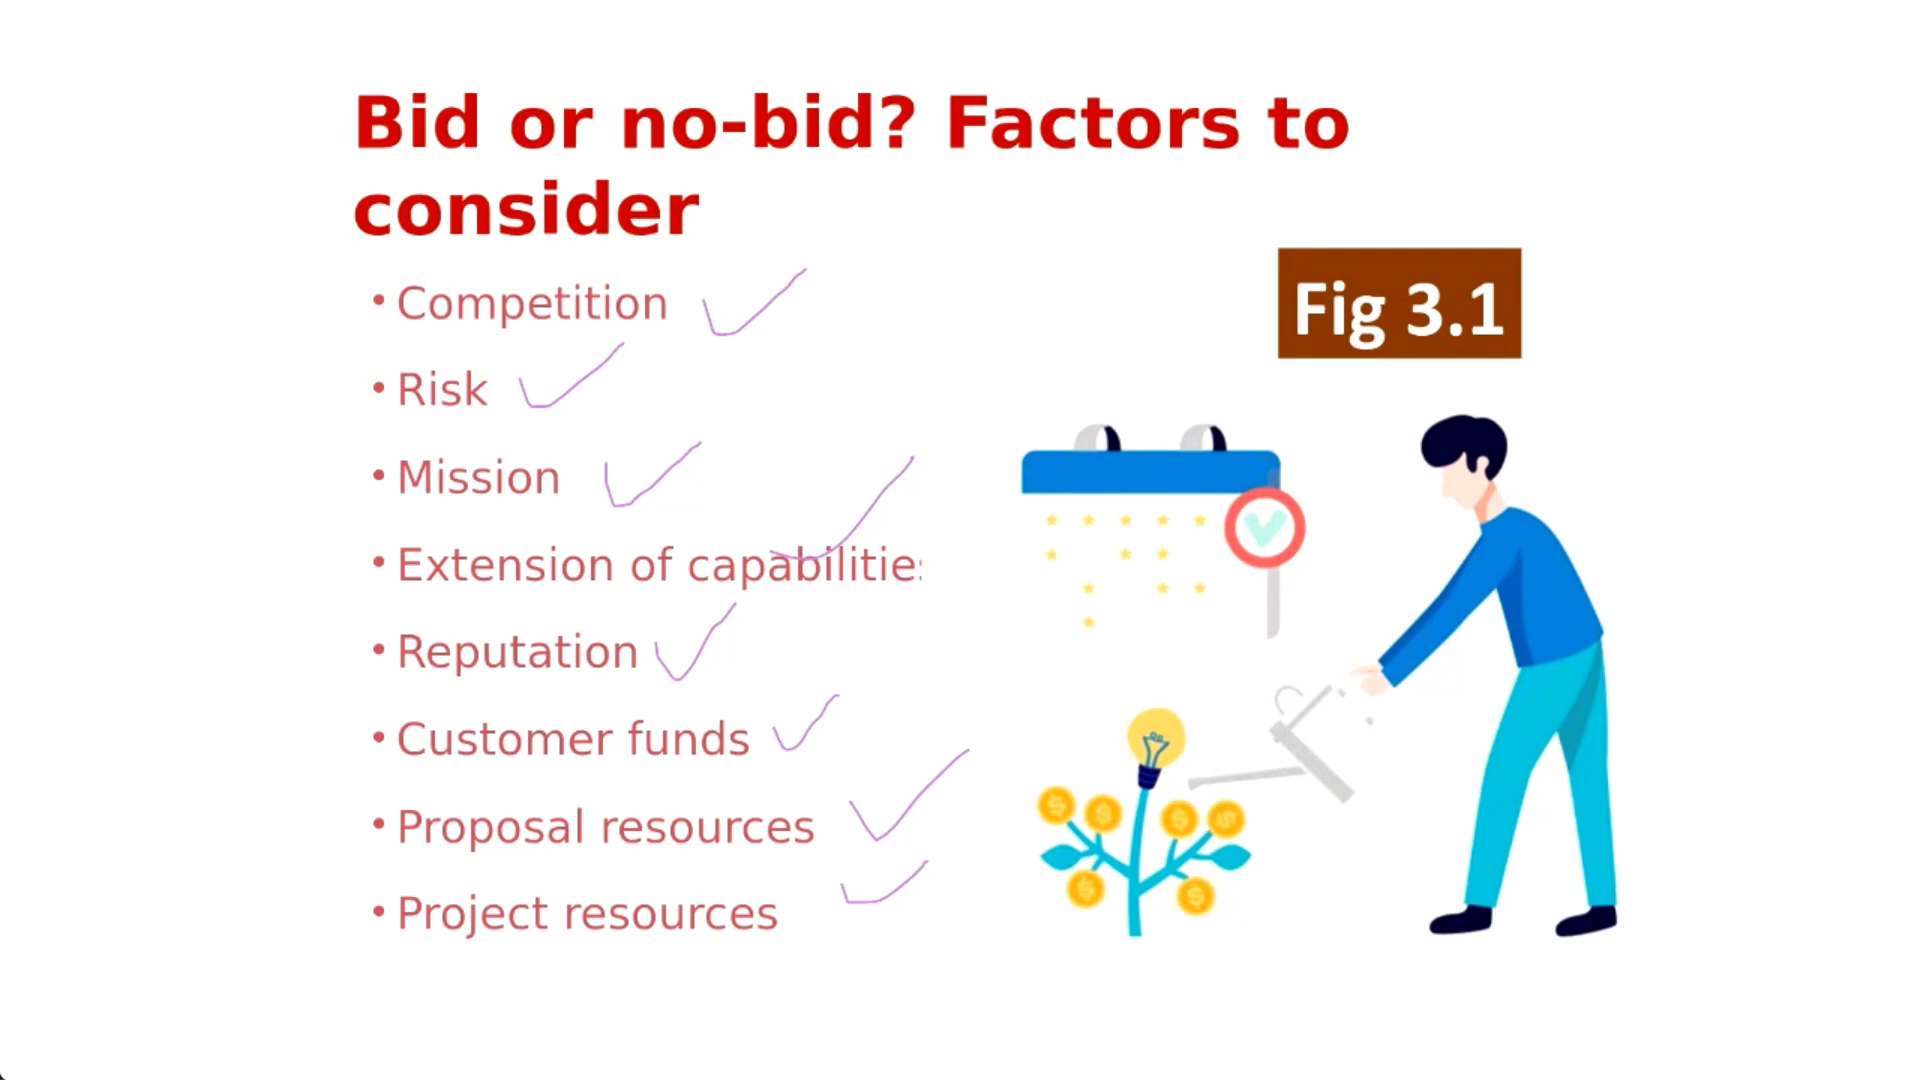 Bid or no-bid? Factors to
consider
Fig 3.1
• Competition
• Risk
• Mission
• Extension of capabilities
• Reputation
• Customer funds
• Proposal resources
• Project resources